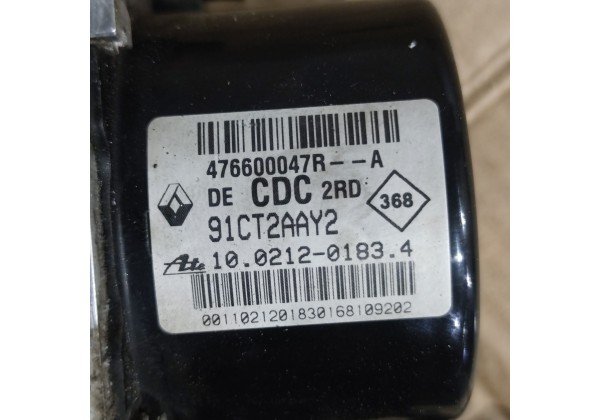 476600047R--A
DE CDC 2RD
368
91CT2AAY2
Ate 10.0212-0183.4
0011021201830168109202